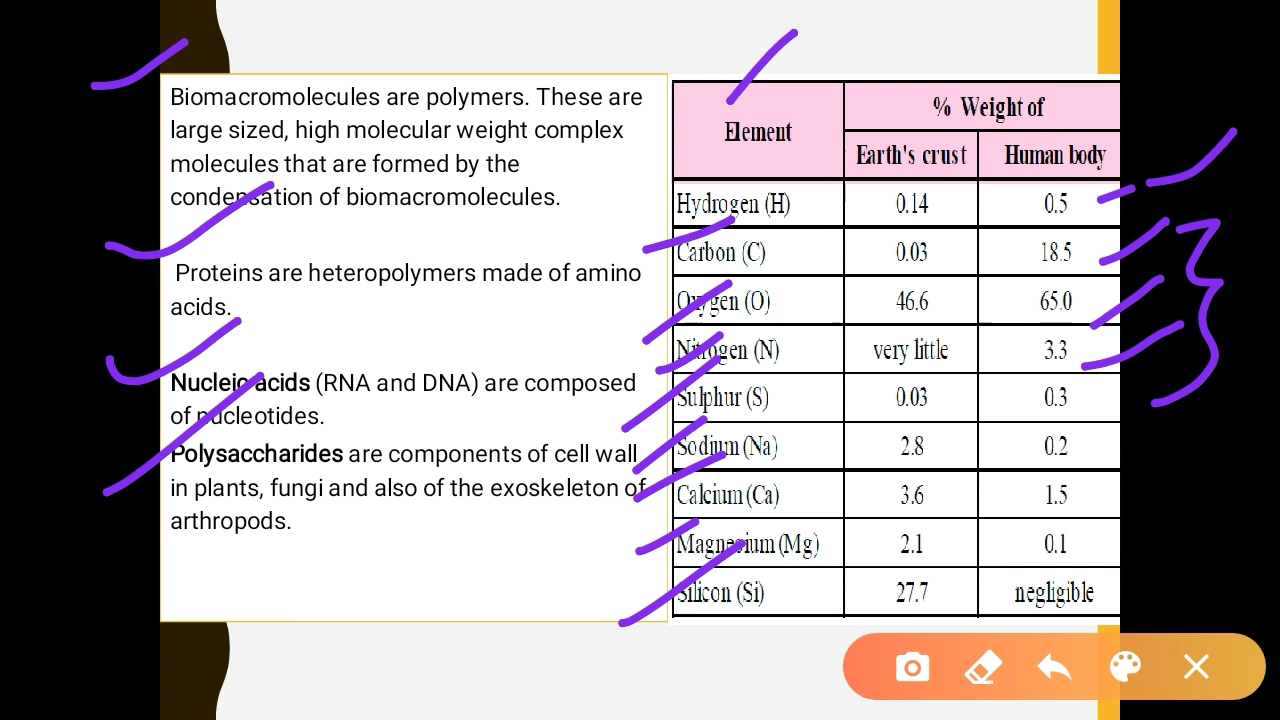 Biomacromolecules are polymers. These are
large sized, high molecular weight complex
molecules that are formed by the
condensation of biomacromolecules.
Proteins are heteropolymers made of amino
acids.
Nucleic acids (RNA and DNA) are composed
of nucleotides.
Polysaccharides are components of cell wall
in plants, fungi and also of the exoskeleton of
arthropods.
Element % Weight of
Earth's crust Human body
Hydrogen (H) 0.14 0.5
Carbon (C) 0.03 18.5
Oxygen (O) 46.6 65.0
Nitrogen (N) very little 3.3
Sulphur (S) 0.03 0.3
Sodium (Na) 2.8 0.2
Calcium (Ca) 3.6 1.5
Magnesium (Mg) 2.1 0.1
Silicon (Si) 27.7 negligible